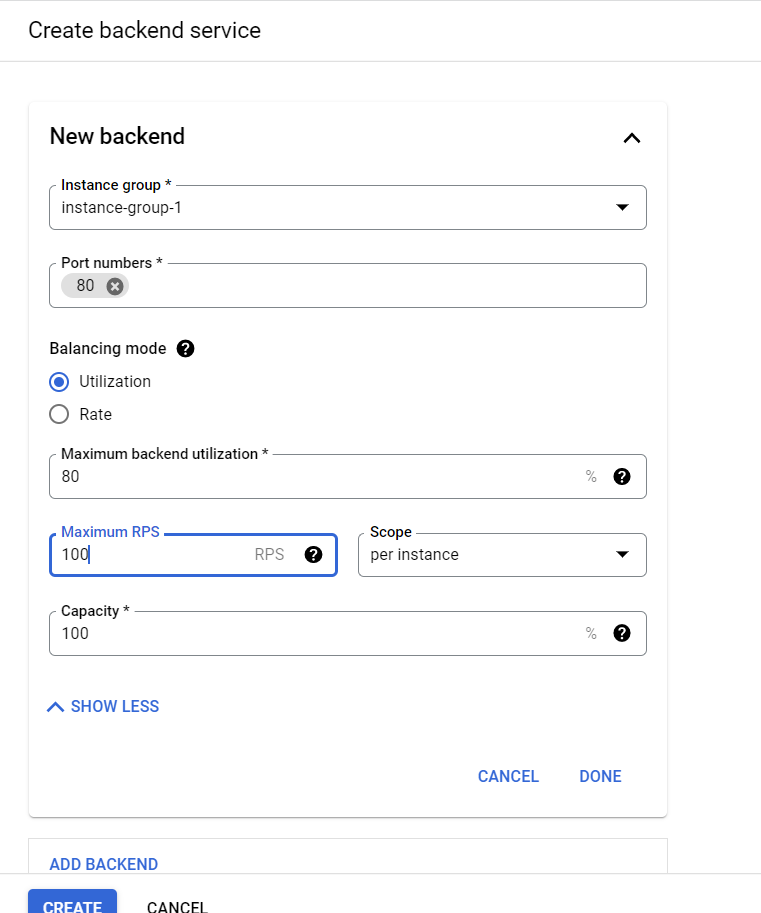 Create backend service
New backend
Instance group *
instance-group-1
Port numbers *
80
Balancing mode
Utilization
Rate
Maximum backend utilization *
80 %
Maximum RPS Scope
100 RPS per instance
Capacity *
100 %
SHOW LESS
CANCEL DONE
ADD BACKEND
CREATE CANCEL